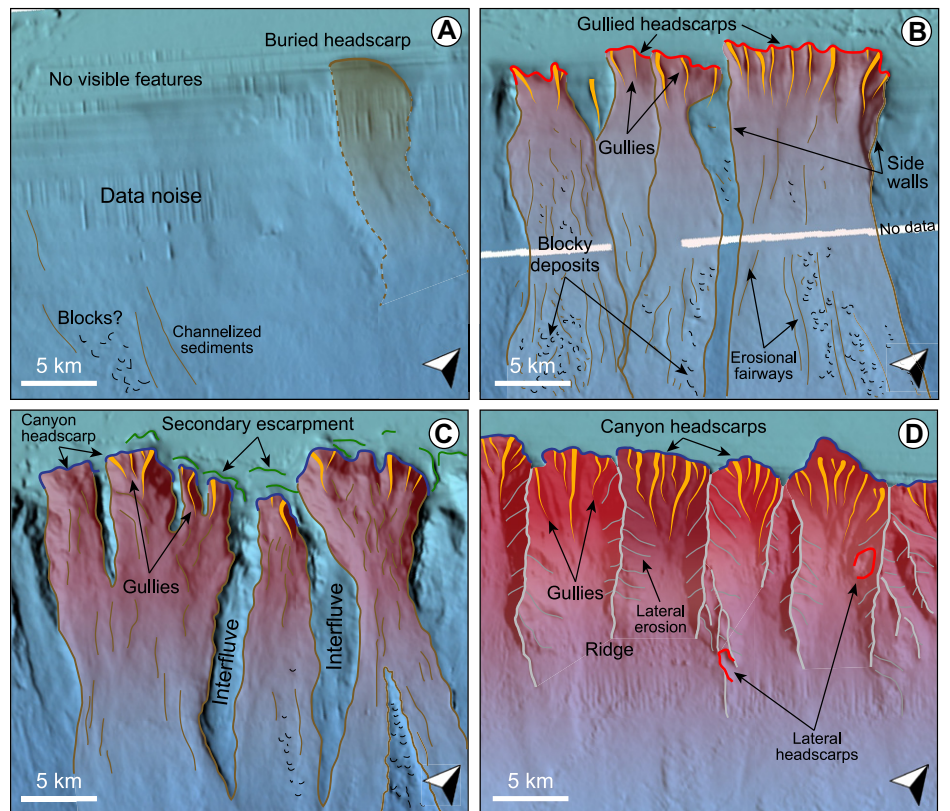 A
Buried headscarp
No visible features
Data noise
Blocks?
Channelized
sediments
5 km
B
Gullied headscarps
Gullies
Side
walls
No data
Blocky
deposits
Erosional
fairways
5 km
C
Canyon
headscarp
Secondary escarpment
Gullies
Interfluve
Interfluve
5 km
D
Canyon headscarps
Gullies
Lateral
erosion
Ridge
Lateral
headscarps
5 km